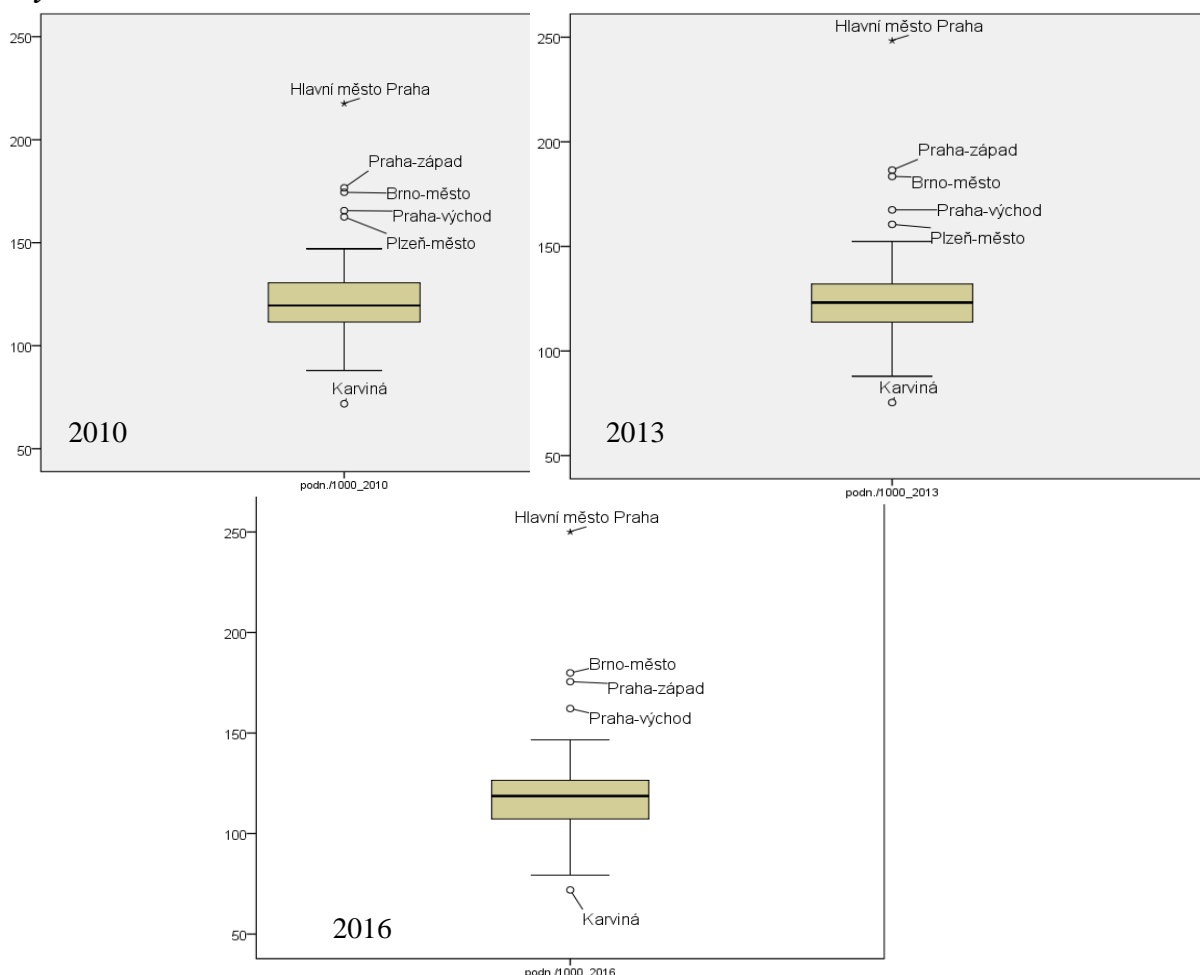 250
200
150
100
50
Hlavní město Praha
Praha-západ
Brno-město
Praha-východ
Plzeň-město
Karviná
2010
podn./1000_2010
250
200
150
100
50
Hlavní město Praha
Praha-západ
Brno-město
Praha-východ
Plzeň-město
Karviná
2013
podn./1000_2013
250
200
150
100
50
Hlavní město Praha
Brno-město
Praha-západ
Praha-východ
Karviná
2016
podn./1000_2016